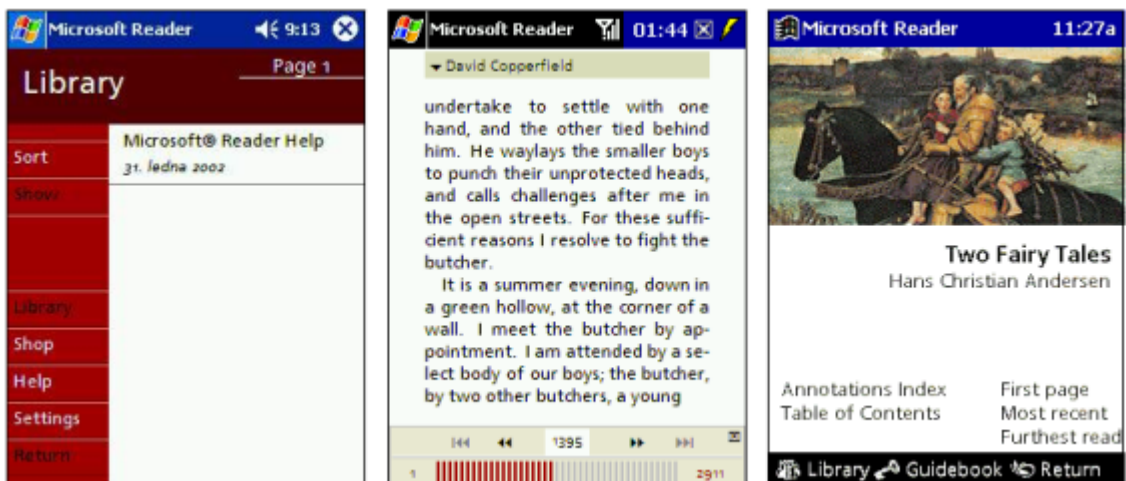 Microsoft Reader 9:13
Library
Page 1
Microsoft® Reader Help
31. ledna 2002
Sort
Show
Library
Shop
Help
Settings
Return
Microsoft Reader 01:44
David Copperfield
undertake to settle with one
hand, and the other tied behind
him. He waylays the smaller boys
to punch their unprotected heads,
and calls challenges after me in
the open streets. For these suffi-
cient reasons I resolve to fight the
butcher.
It is a summer evening, down in
a green hollow, at the corner of a
wall. I meet the butcher by ap-
pointment. I am attended by a se-
lect body of our boys; the butcher,
by two other butchers, a young
1395
1 2911
Microsoft Reader 11:27a
Two Fairy Tales
Hans Christian Andersen
Annotations Index
Table of Contents
First page
Most recent
Furthest read
Library Guidebook Return